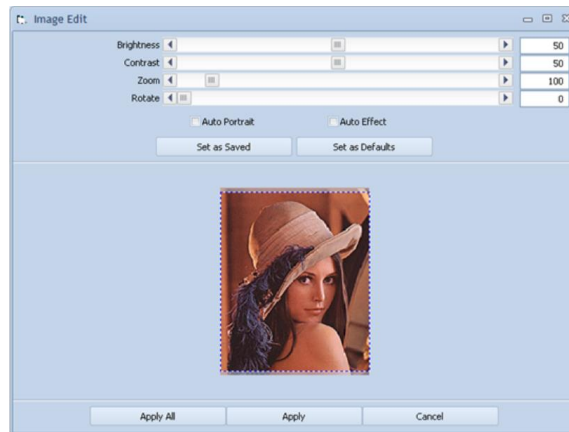 Image Edit
Brightness 50
Contrast 50
Zoom 100
Rotate 0
Auto Portrait Auto Effect
Set as Saved Set as Defaults
Apply All Apply Cancel